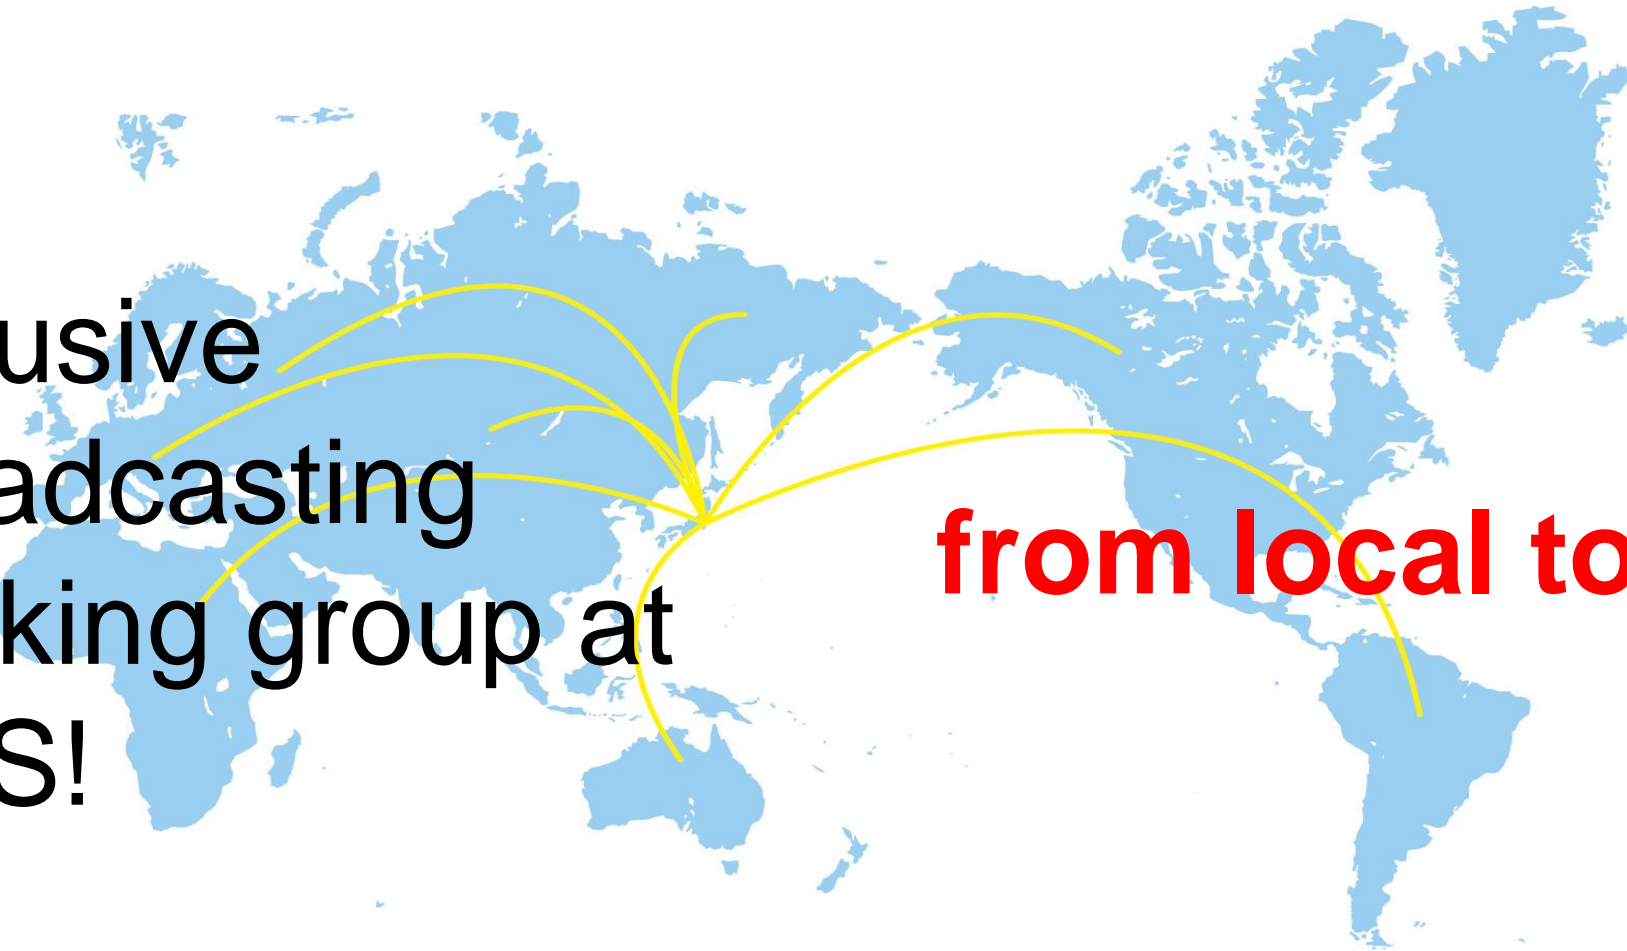 usive
adcasting
king group at
S!
from local to